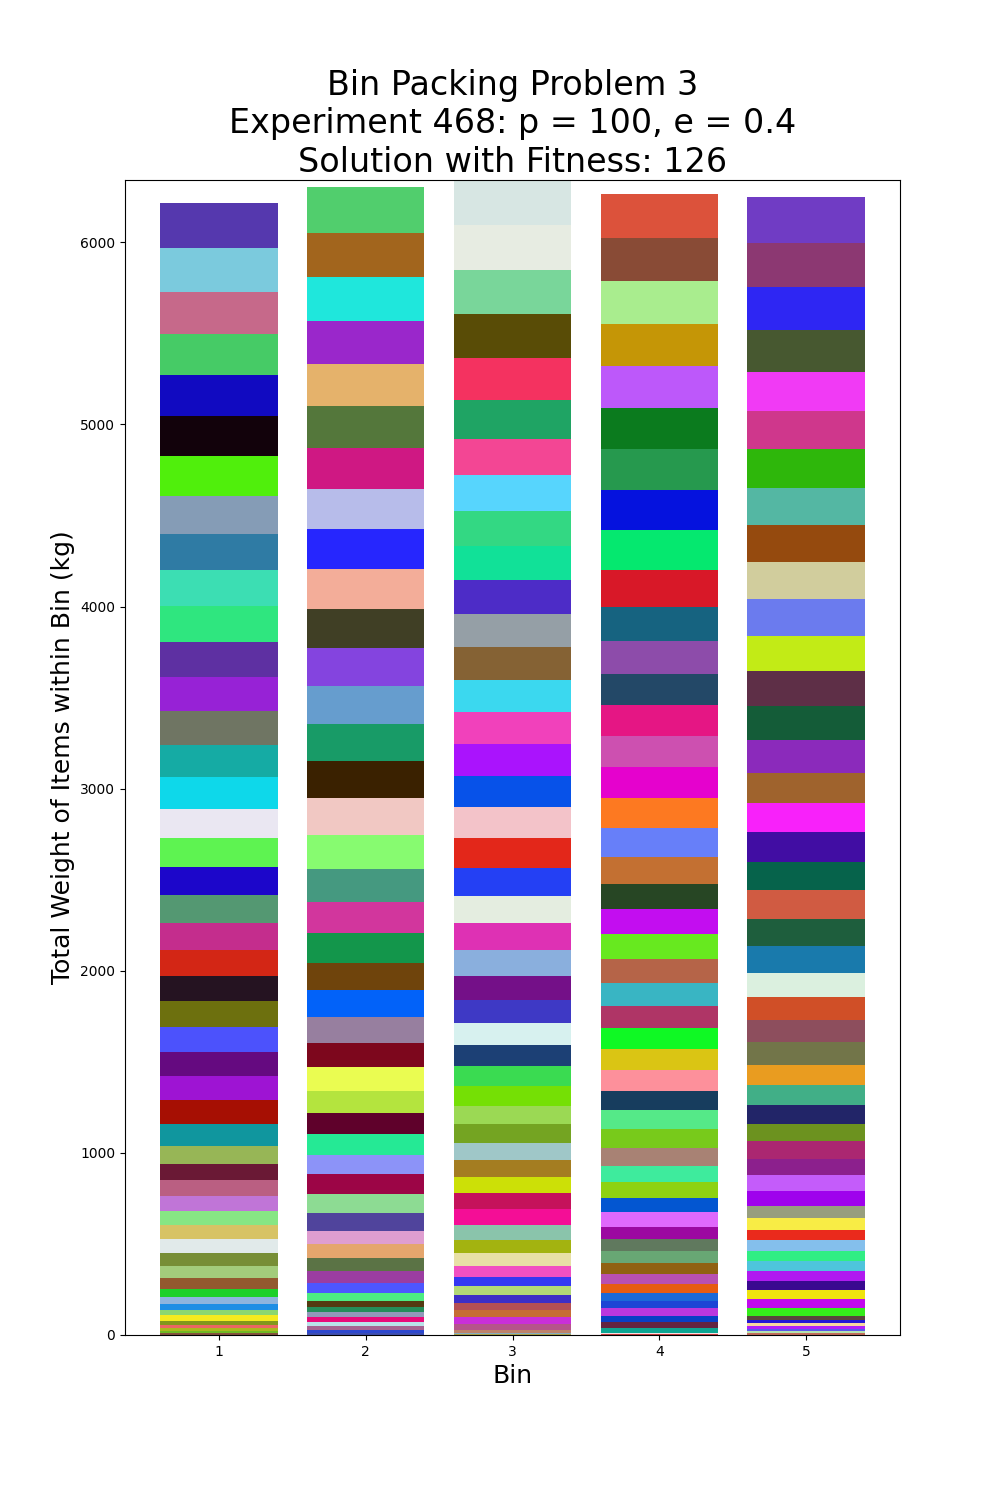 Bin Packing Problem 3
Experiment 468: p = 100, e = 0.4
Solution with Fitness: 126
Total Weight of Items within Bin (kg)
6000
5000
4000
3000
2000
1000
0
1 2 3 4 5
Bin